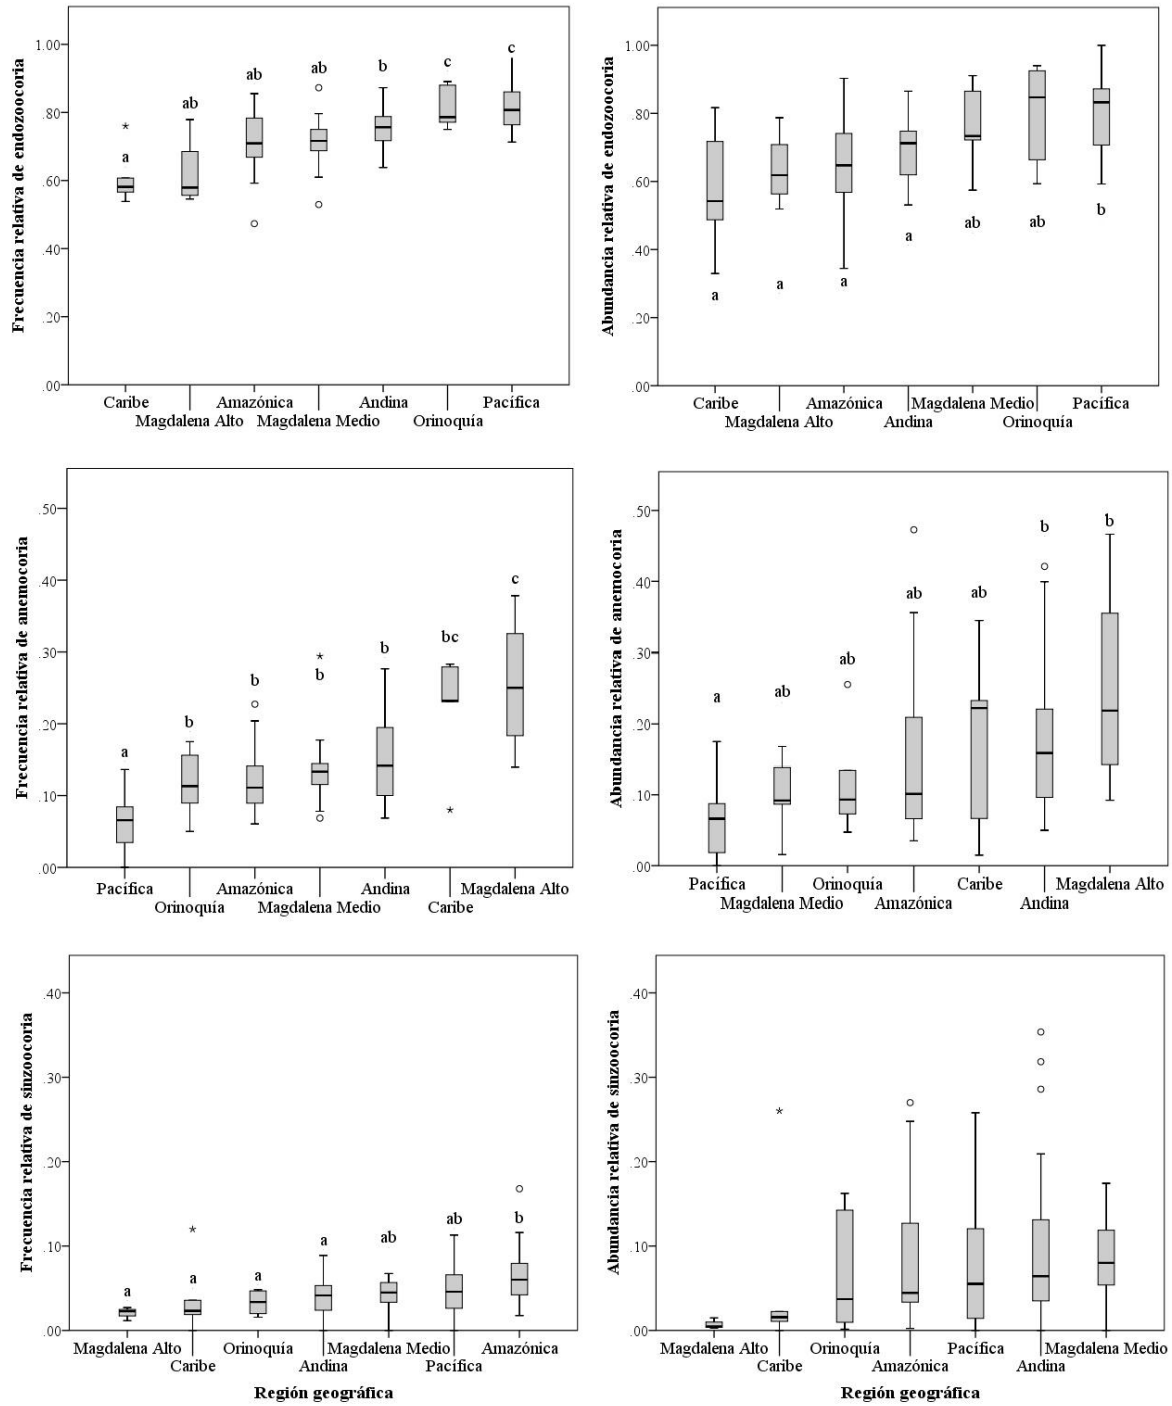 Frecuencia relativa de endozoocoria
1.00
.80
.60
.40
.20
.00
a
ab
ab
ab
b
c
c
Caribe
Magdalena Alto
Amazónica
Magdalena Medio
Andina
Orinoquía
Pacífica
Abundancia relativa de endozoocoria
1.00
.80
.60
.40
.20
.00
a
a
a
a
ab
ab
b
Caribe
Magdalena Alto
Amazónica
Andina
Magdalena Medio
Orinoquía
Pacífica
Frecuencia relativa de anemocoria
.50
.40
.30
.20
.10
.00
a
b
b
b
b
bc
c
Pacífica
Orinoquía
Amazónica
Magdalena Medio
Andina
Caribe
Magdalena Alto
Abundancia relativa de anemocoria
.50
.40
.30
.20
.10
.00
a
ab
ab
ab
ab
b
b
Pacífica
Magdalena Medio
Orinoquía
Amazónica
Caribe
Andina
Magdalena Alto
Frecuencia relativa de sinzoocoria
.40
.30
.20
.10
.00
a
a
a
a
ab
ab
b
Magdalena Alto
Caribe
Orinoquía
Andina
Magdalena Medio
Pacífica
Amazónica
Región geográfica
Abundancia relativa de sinzoocoria
.40
.30
.20
.10
.00
Magdalena Alto
Caribe
Orinoquía
Amazónica
Pacífica
Andina
Magdalena Medio
Región geográfica